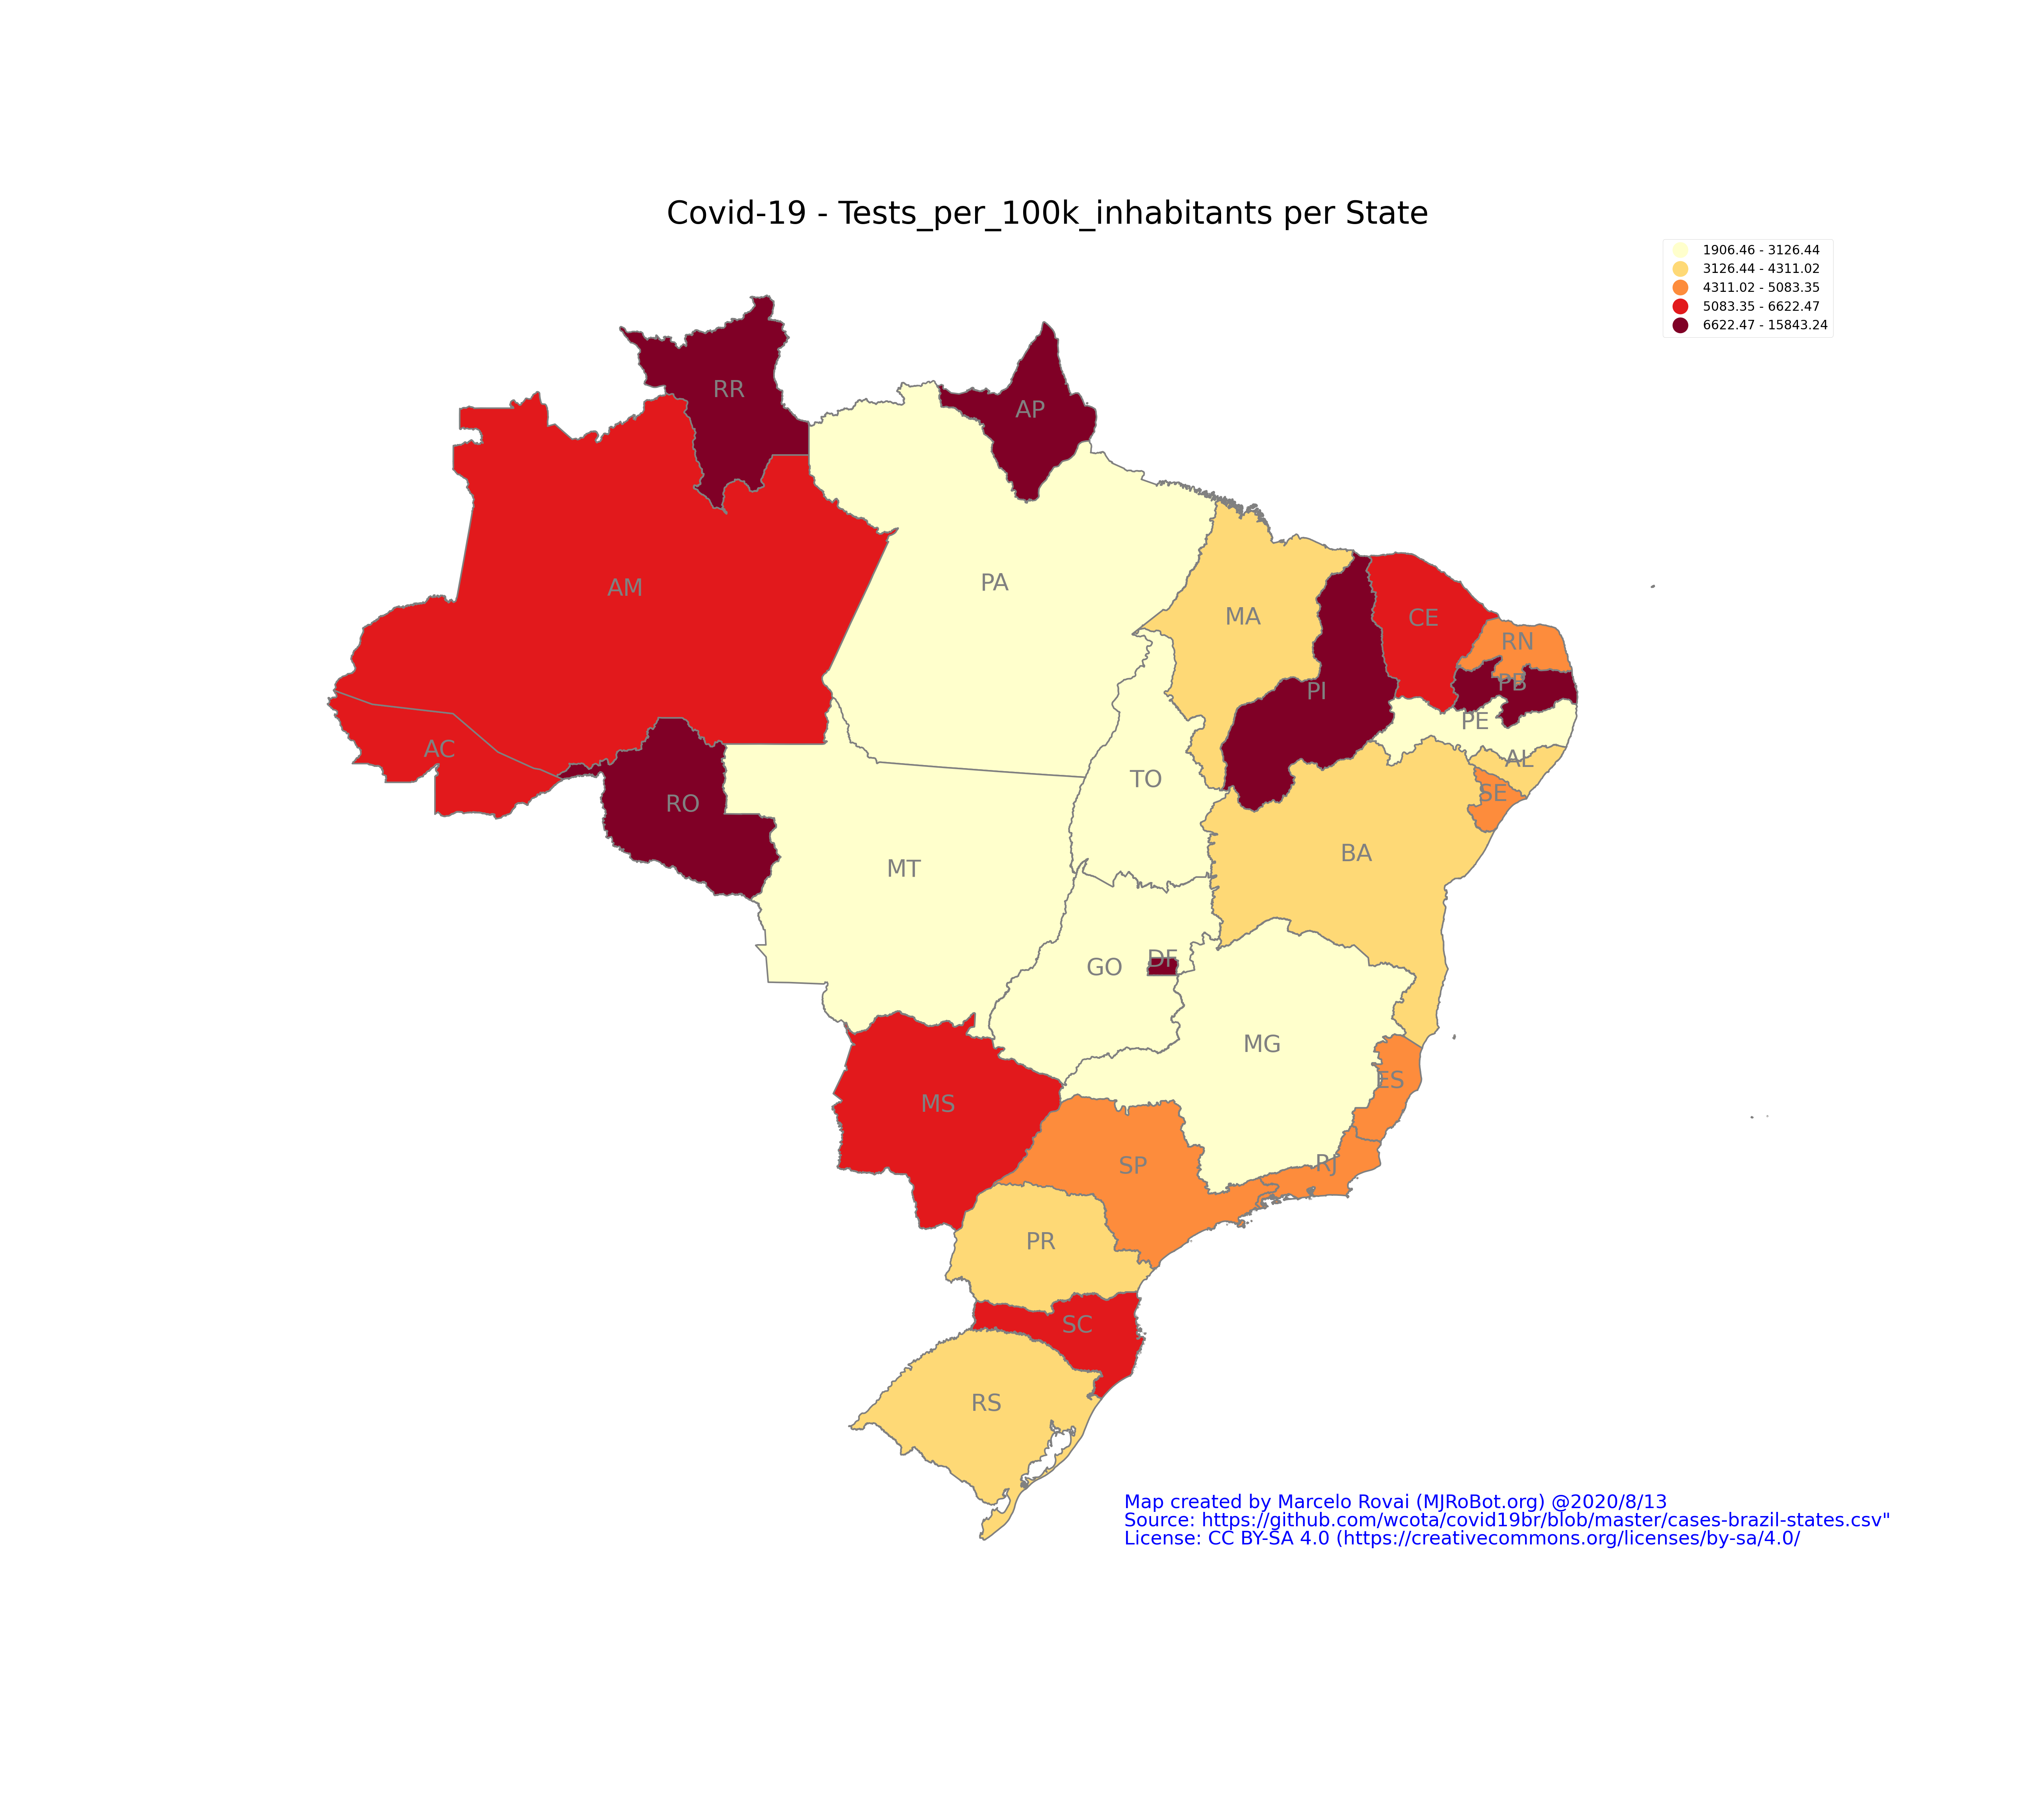 Covid-19 - Tests_per_100k_inhabitants per State
1906.46 - 3126.44
3126.44 - 4311.02
4311.02 - 5083.35
5083.35 - 6622.47
6622.47 - 15843.24
RR
AP
AM
PA
MA
CE
RN
PB
PI
PE
AC
AL
TO
SE
RO
BA
MT
DF
GO
MG
ES
MS
SP
RJ
PR
SC
RS
Map created by Marcelo Rovai (MJRoBot.org) @2020/8/13
Source: https://github.com/wcota/covid19br/blob/master/cases-brazil-states.csv"
License: CC BY-SA 4.0 (https://creativecommons.org/licenses/by-sa/4.0/